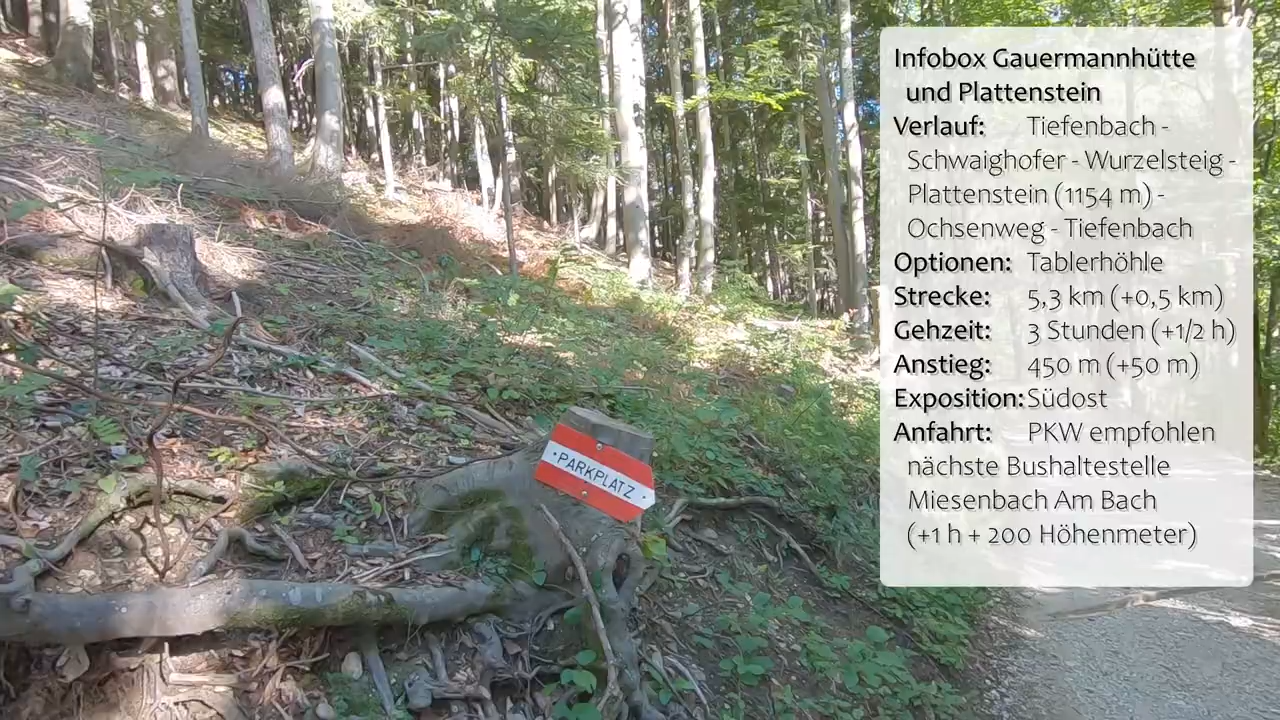 Infobox Gauermannhütte
und Plattenstein
Verlauf: Tiefenbach -
Schwaighofer - Wurzelsteig -
Plattenstein (1154 m) -
Ochsenweg - Tiefenbach
Optionen: Tablerhöhle
Strecke: 5,3 km (+0,5 km)
Gehzeit: 3 Stunden (+1/2 h)
Anstieg: 450 m (+50 m)
Exposition: Südost
Anfahrt: PKW empfohlen
nächste Bushaltestelle
Miesenbach Am Bach
(+1 h + 200 Höhenmeter)
·PARKPLATZ·